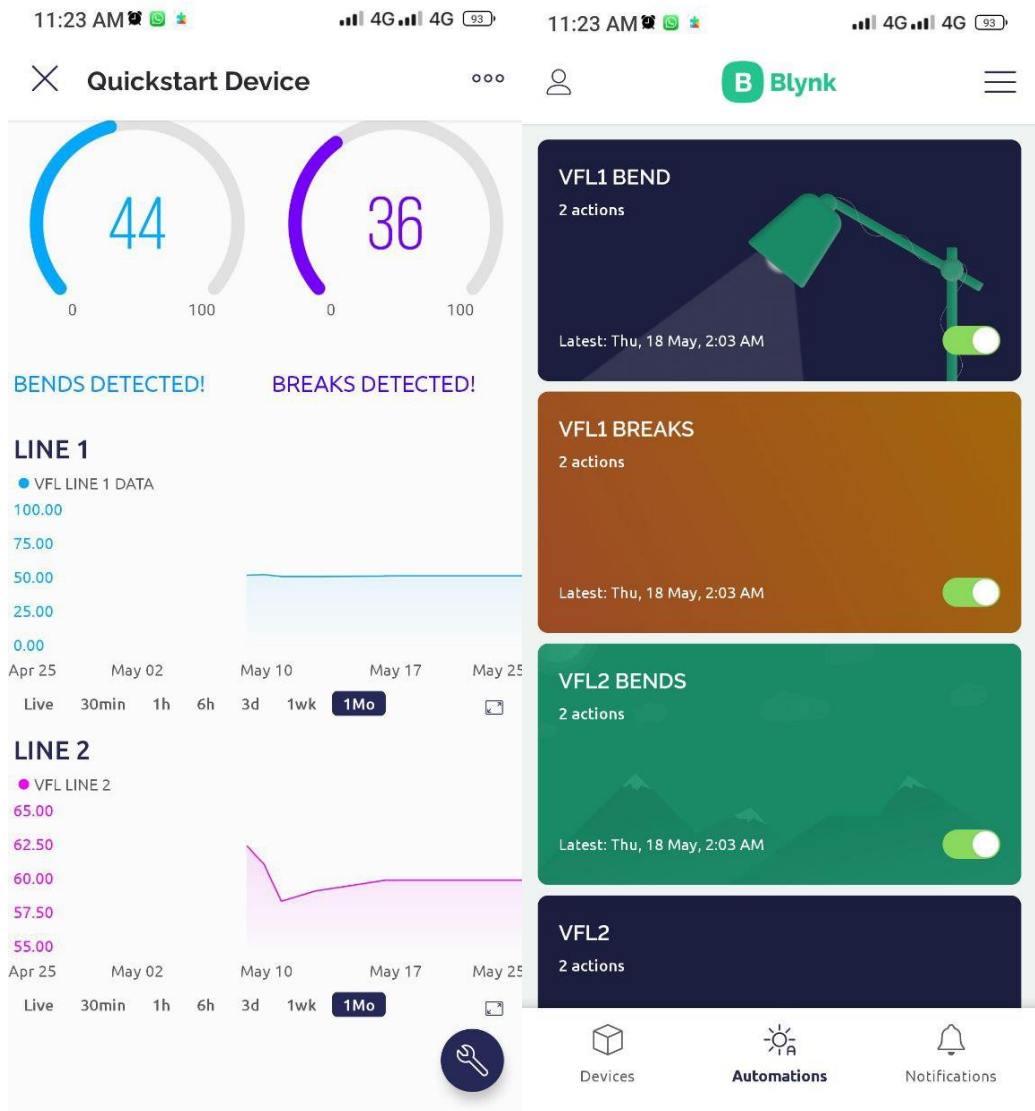 11:23 AM 4G 4G 93
Quickstart Device
44 36
0 100 0 100
BENDS DETECTED! BREAKS DETECTED!
LINE 1
VFL LINE 1 DATA
100.00
75.00
50.00
25.00
0.00
Apr 25 May 02 May 10 May 17 May 25
Live 30min 1h 6h 3d 1wk 1Mo
LINE 2
VFL LINE 2
65.00
62.50
60.00
57.50
55.00
Apr 25 May 02 May 10 May 17 May 25
Live 30min 1h 6h 3d 1wk 1Mo
11:23 AM 4G 4G 93
B Blynk
VFL1 BEND
2 actions
Latest: Thu, 18 May, 2:03 AM
VFL1 BREAKS
2 actions
Latest: Thu, 18 May, 2:03 AM
VFL2 BENDS
2 actions
Latest: Thu, 18 May, 2:03 AM
VFL2
2 actions
A
Devices Automations Notifications